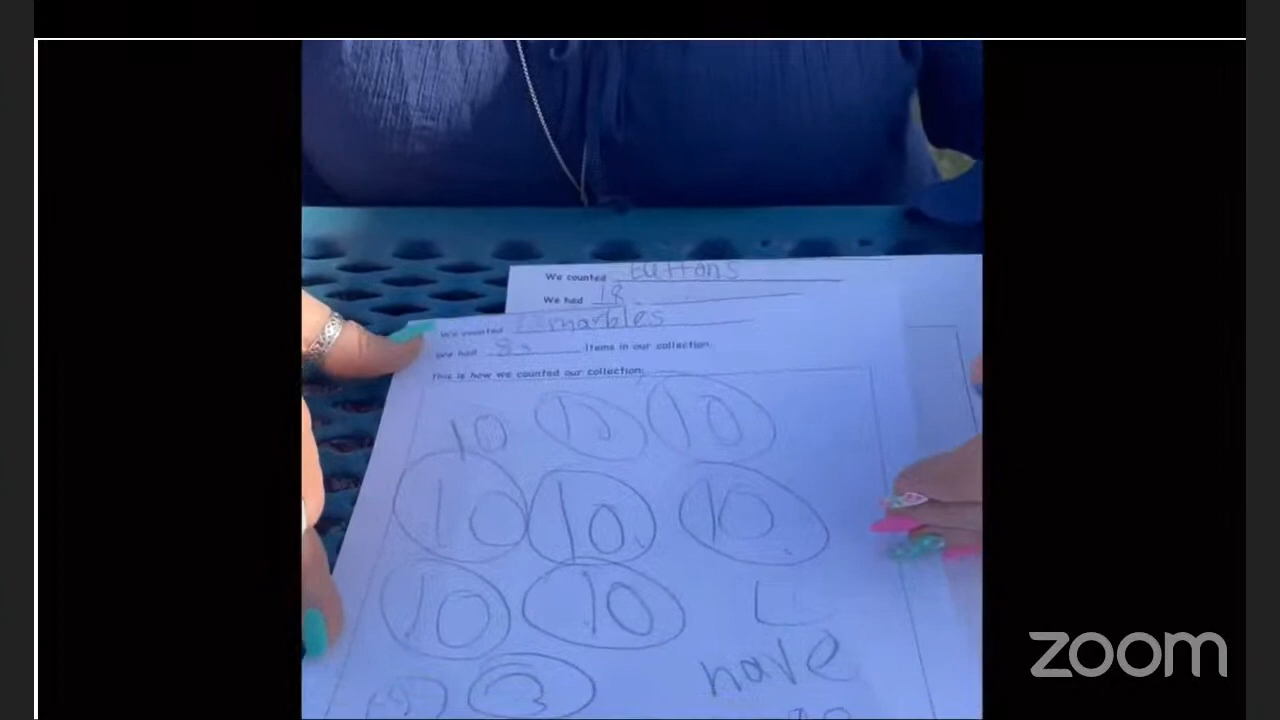 We counted buttons
We had 18
We counted marbles
We had 83 items in our collection.
This is how we counted our collection:
10 10 10
10 10 10
10 10
3
have
zoom